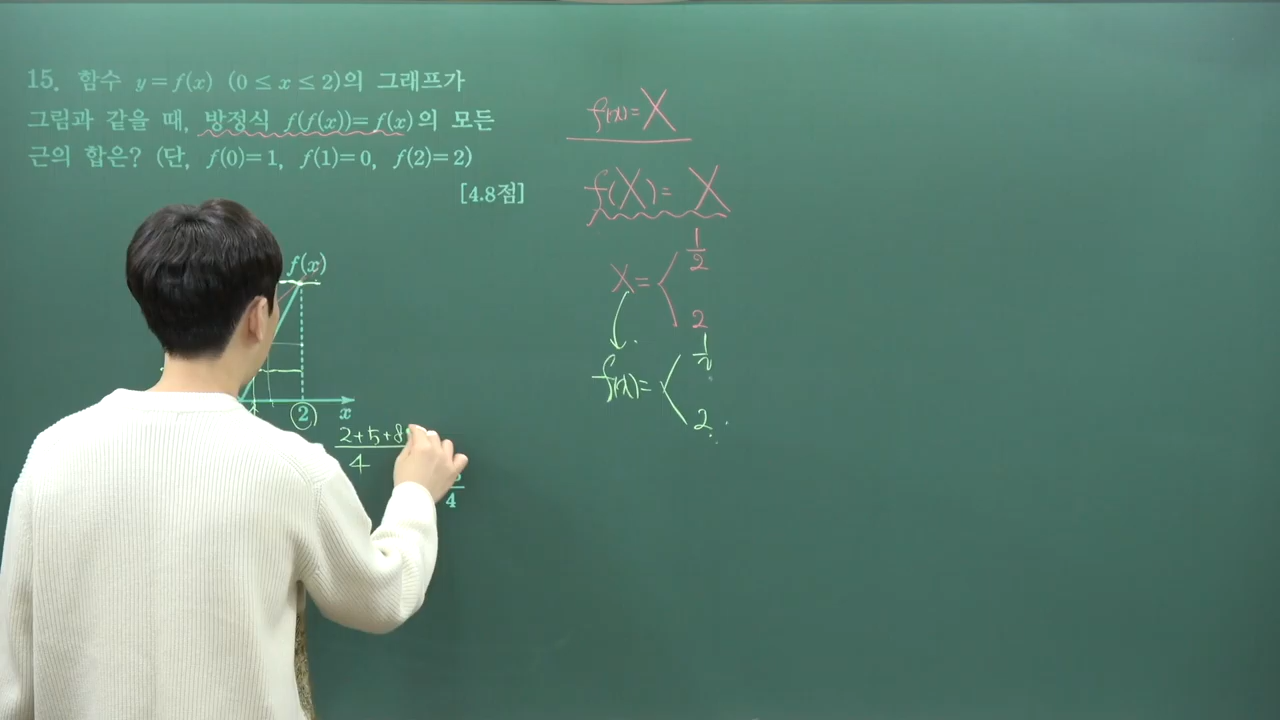 15. 함수 y=f(x) (0≤x≤2)의 그래프가
그림과 같을 때, 방정식 f(f(x))=f(x)의 모든
근의 합은? (단, f(0)=1, f(1)=0, f(2)=2)
[4.8점]
f(x)
2
x
2+5+8
4
4
f(x)=X
f(X)=X
X=
1/2
2
f(x)=
1/2
2